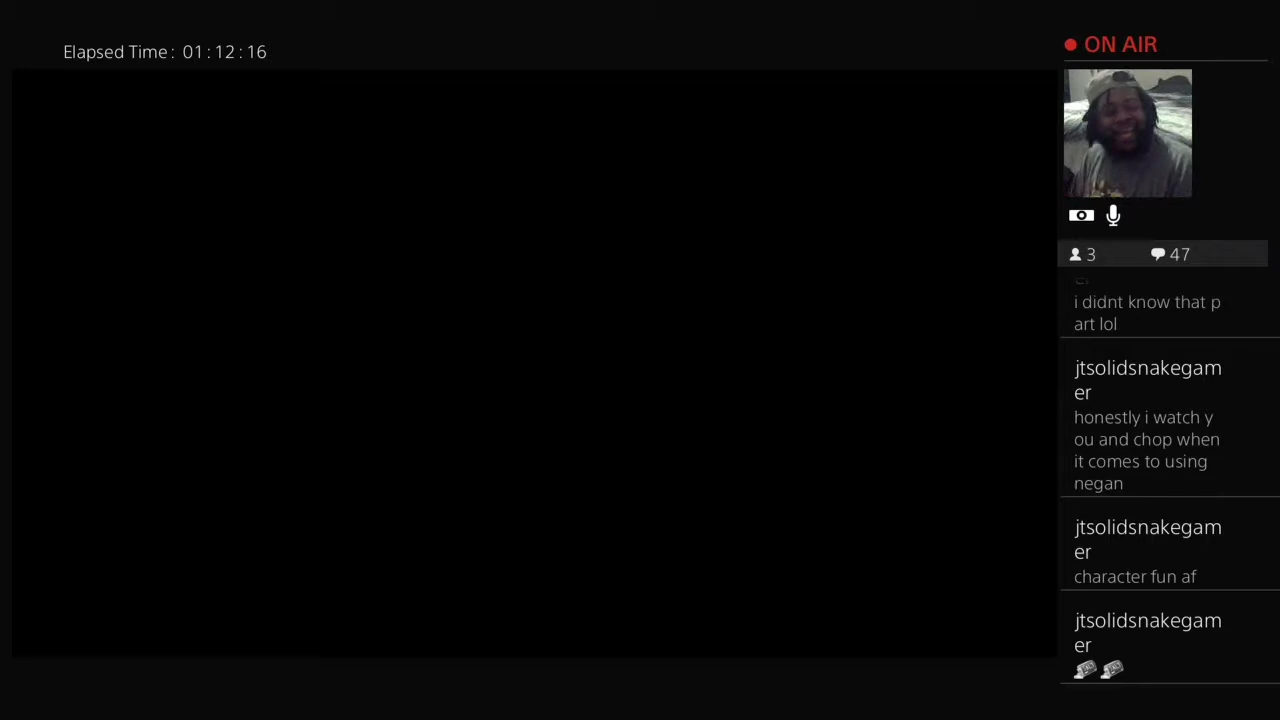 Elapsed Time: 01:12:16
ON AIR
3 47
i didnt know that p
art lol
jtsolidsnakegam
er
honestly i watch y
ou and chop when
it comes to using
negan
jtsolidsnakegam
er
character fun af
jtsolidsnakegam
er